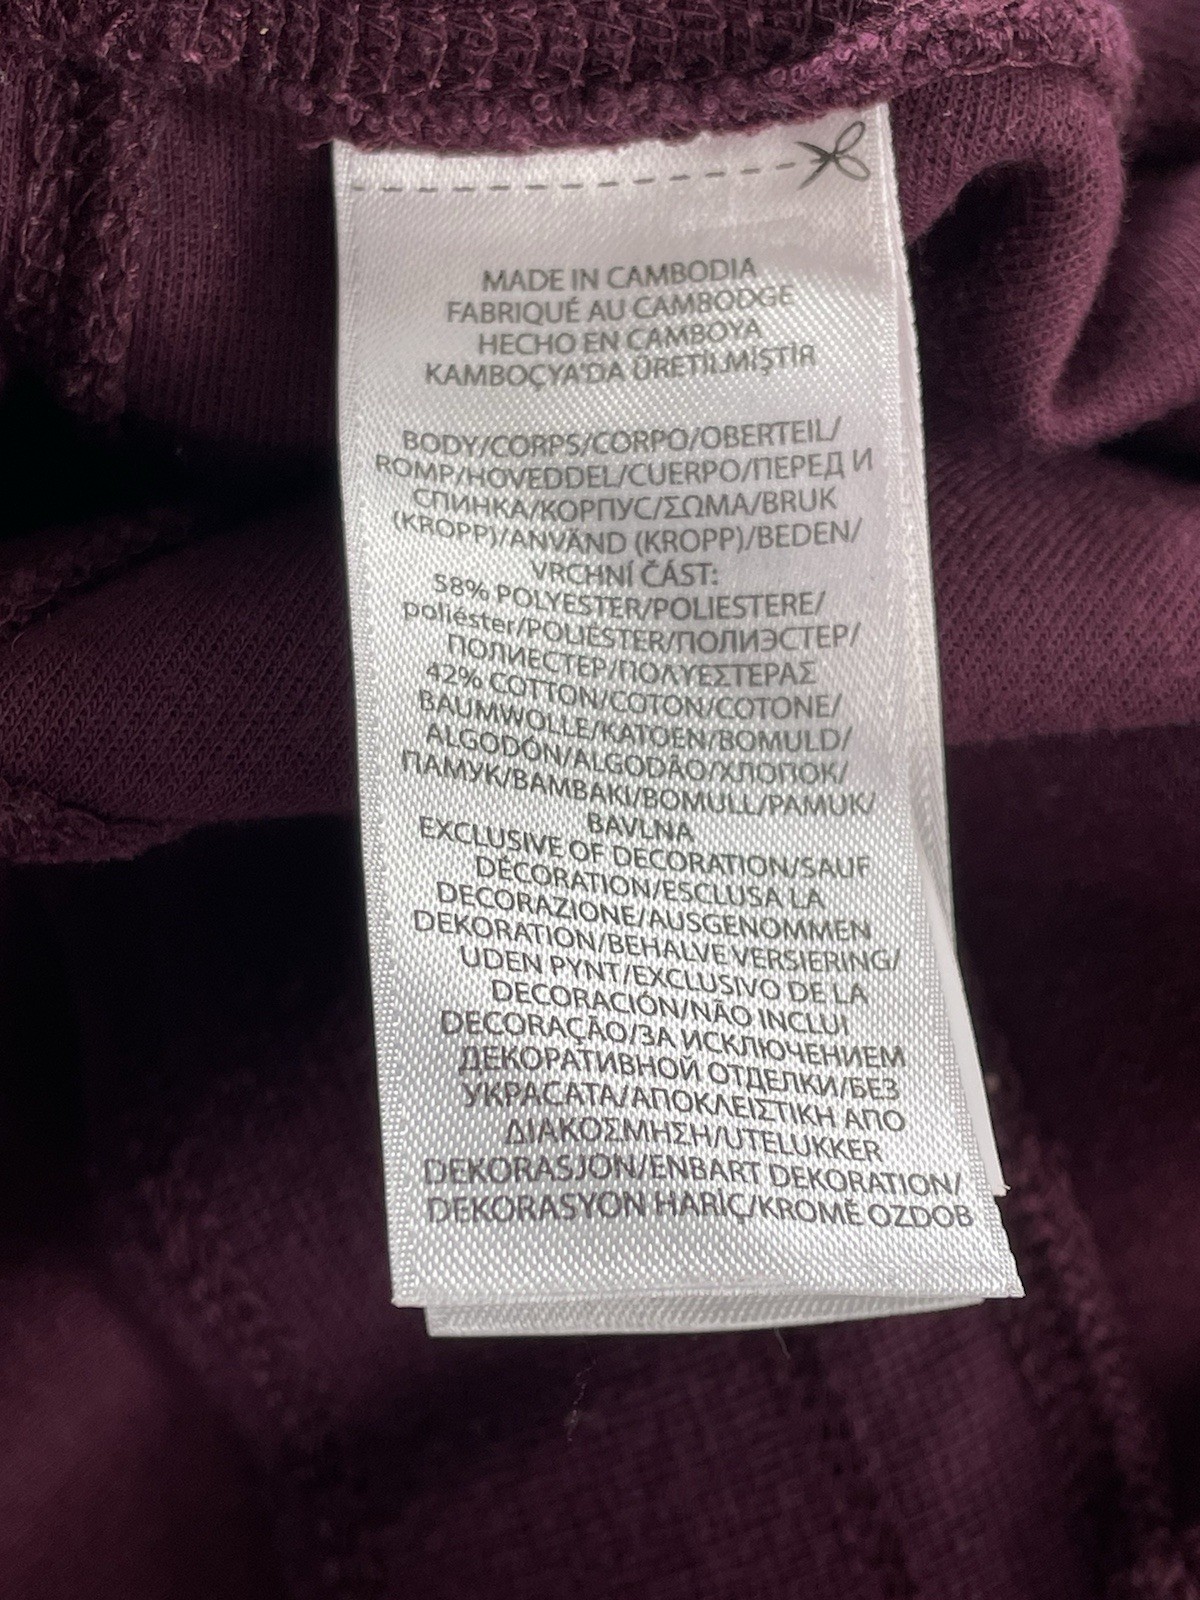 MADE IN CAMBODIA
FABRIQUÉ AU CAMBODGE
HECHO EN CAMBOYA
KAMBOÇYA'DA ÜRETİLMİŞTİR
BODY/CORPS/CORPO/OBERTEIL/
ROMP/HOVEDDEL/CUERPO/ПЕРЕД И
СПИНКА/КОРПУС/ΣΩΜΑ/BRUK
(KROPP)/ANVÄND (KROPP)/BEDEN/
VRCHNÍ ČÁST:
58% POLYESTER/POLIESTERE/
poliéster/POLIÉSTER/ПОЛИЭСТЕР/
ПОЛИЕСТЕР/ΠΟΛΥΕΣΤΕΡΑΣ
42% COTTON/COTON/COTONE/
BAUMWOLLE/KATOEN/BOMULD/
ALGODÓN/ALGODÃO/ХЛОПОК/
ПАМУК/ΒΑΜΒΑΚΙ/BOMULL/PAMUK/
BAVLNA
EXCLUSIVE OF DECORATION/SAUF
DÉCORATION/ESCLUSA LA
DECORAZIONE/AUSGENOMMEN
DEKORATION/BEHALVE VERSIERING/
UDEN PYNT/EXCLUSIVO DE LA
DECORACIÓN/NÃO INCLUI
DECORAÇÃO/ЗА ИСКЛЮЧЕНИЕМ
ДЕКОРАТИВНОЙ ОТДЕЛКИ/БЕЗ
УКРАСАТА/ΑΠΟΚΛΕΙΣΤΙΚΗ ΑΠΟ
ΔΙΑΚΟΣΜΗΣΗ/UTELUKKER
DEKORASJON/ENBART DEKORATION/
DEKORASYON HARİÇ/KROMĚ OZDOB